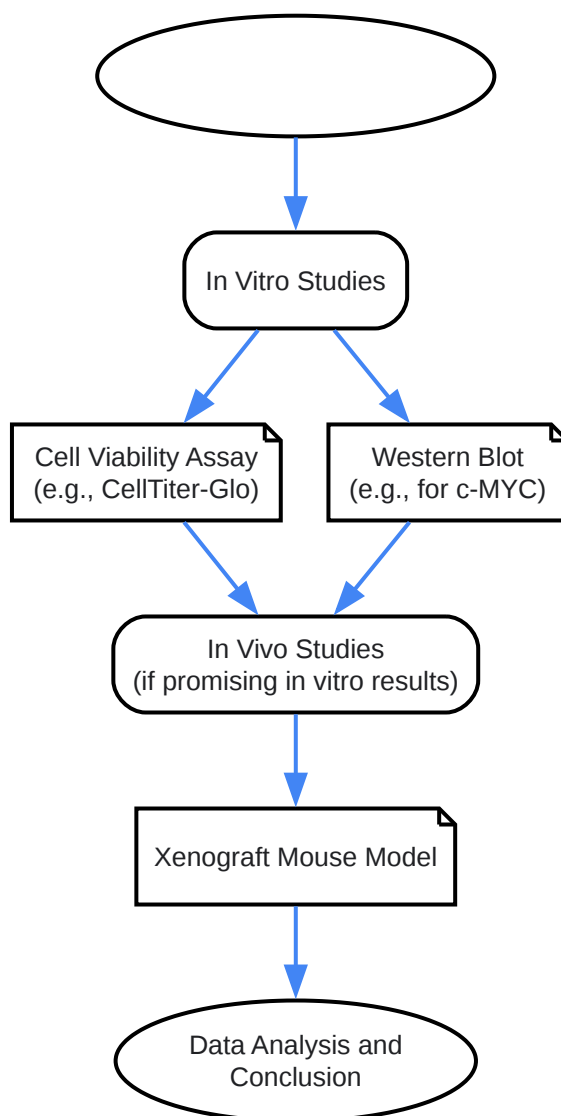 In Vitro Studies
Cell Viability Assay
(e.g., CellTiter-Glo)
Western Blot
(e.g., for c-MYC)
In Vivo Studies
(if promising in vitro results)
Xenograft Mouse Model
Data Analysis and
Conclusion